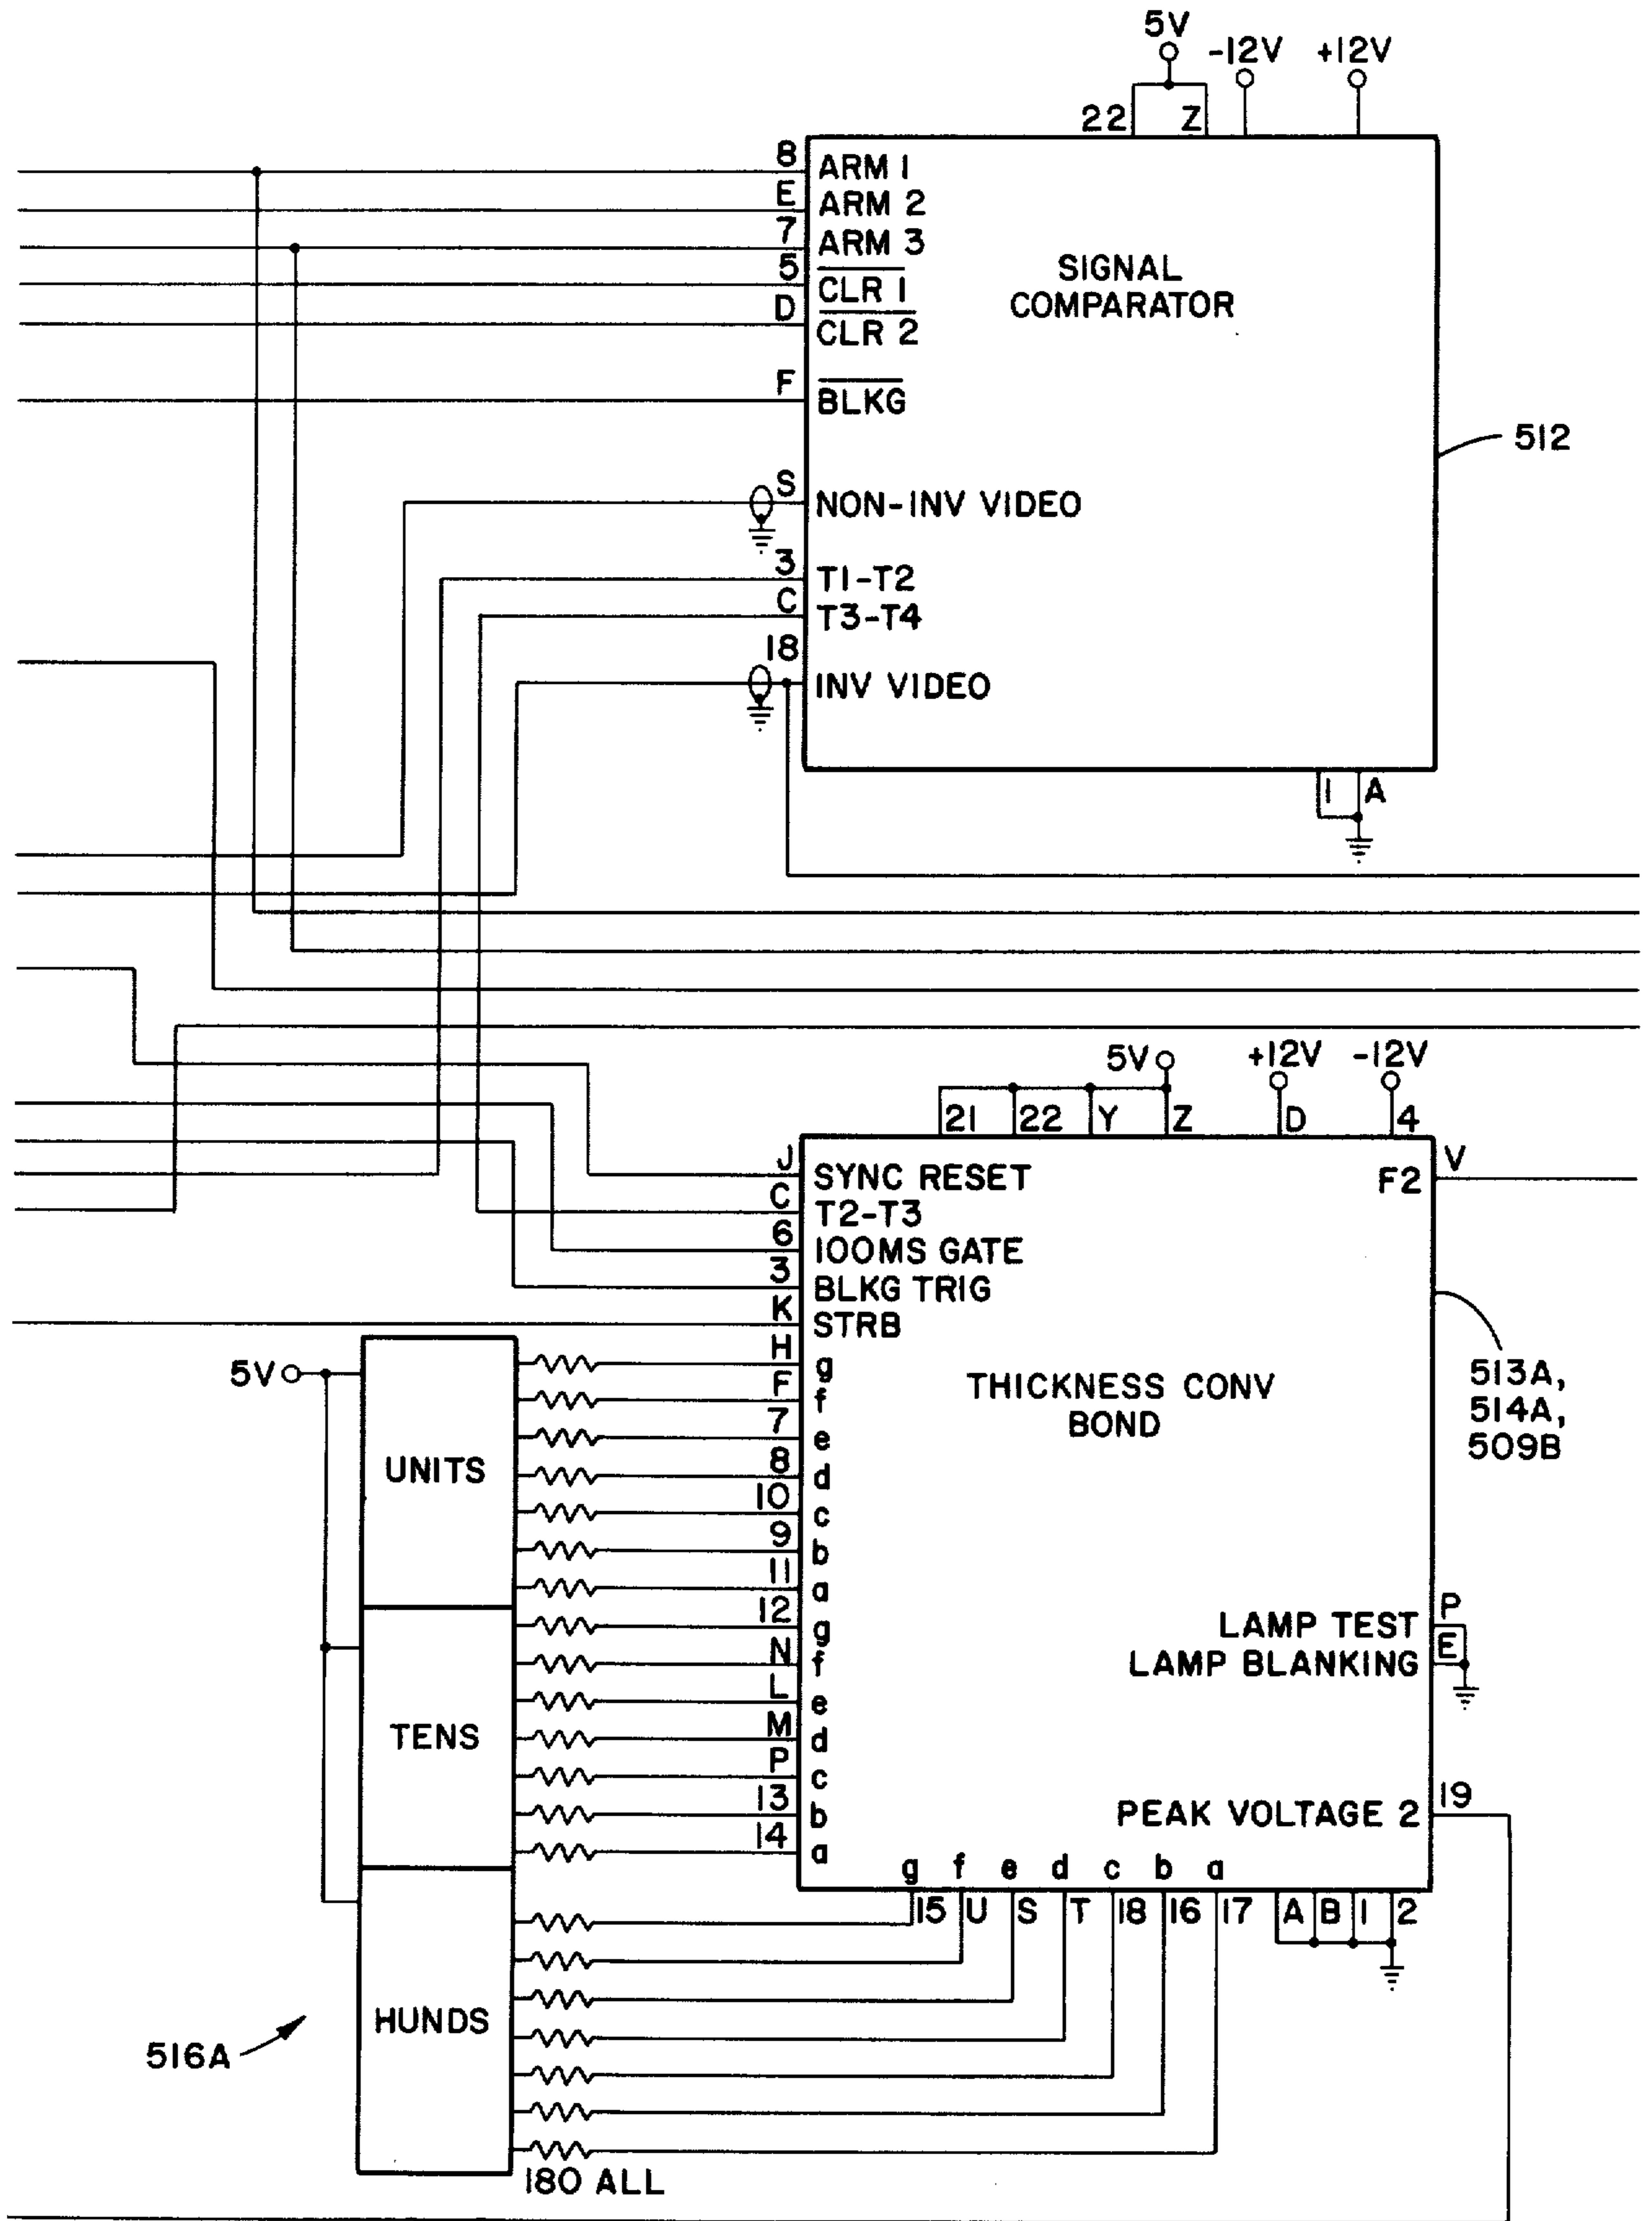 5V
-12V
+12V
22
Z
8
ARM 1
E
ARM 2
7
ARM 3
5
CLR 1
D
CLR 2
SIGNAL
COMPARATOR
F
BLKG
512
S
NON-INV VIDEO
3
T1-T2
C
T3-T4
18
INV VIDEO
1
A
5V
+12V
-12V
21
22
Y
Z
D
4
J
SYNC RESET
F2
V
C
T2-T3
6
100MS GATE
3
BLKG TRIG
K
STRB
5V
UNITS
H
g
F
f
7
e
8
d
10
c
9
b
11
a
THICKNESS CONV
BOND
513A,
514A,
509B
TENS
12
g
N
f
L
e
M
d
P
c
13
b
14
a
LAMP TEST
P
LAMP BLANKING
E
PEAK VOLTAGE 2
19
g
f
e
d
c
b
a
15
U
S
T
18
16
17
A
B
1
2
HUNDS
516A
180 ALL